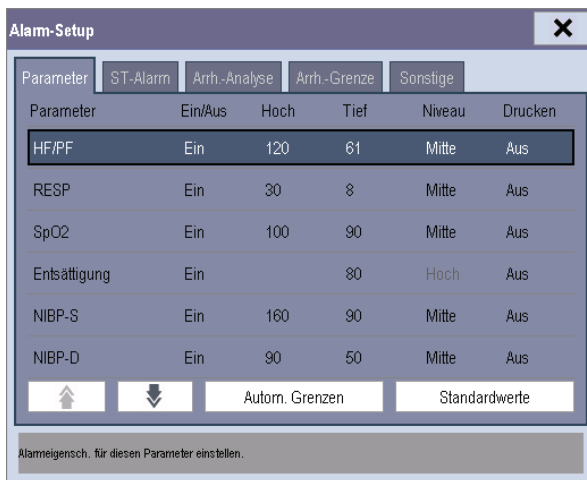 Alarm-Setup
Parameter ST-Alarm Arrh.-Analyse Arrh.-Grenze Sonstige
Parameter Ein/Aus Hoch Tief Niveau Drucken
HF/PF Ein 120 61 Mitte Aus
RESP Ein 30 8 Mitte Aus
SpO2 Ein 100 90 Mitte Aus
Entsättigung Ein 80 Hoch Aus
NIBP-S Ein 160 90 Mitte Aus
NIBP-D Ein 90 50 Mitte Aus
Autom. Grenzen Standardwerte
Alarmeigensch. für diesen Parameter einstellen.